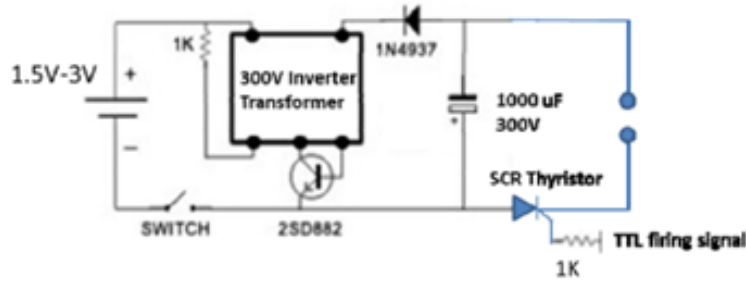 1K
1N4937
1.5V-3V
+
300V Inverter
Transformer
1000 uF
300V
+
−
SCR Thyristor
SWITCH
2SD882
TTL firing signal
1K